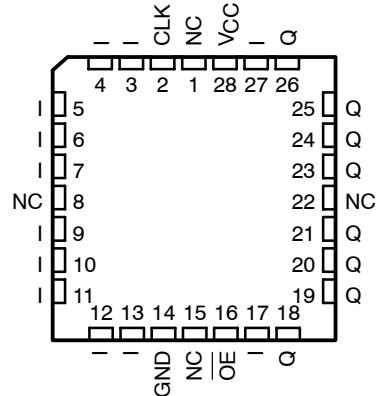 I I CLK NC VCC I Q
4 3 2 1 28 27 26
I 5 25 Q
I 6 24 Q
I 7 23 Q
NC 8 22 NC
I 9 21 Q
I 10 20 Q
I 11 19 Q
12 13 14 15 16 17 18
I I GND NC OE I Q